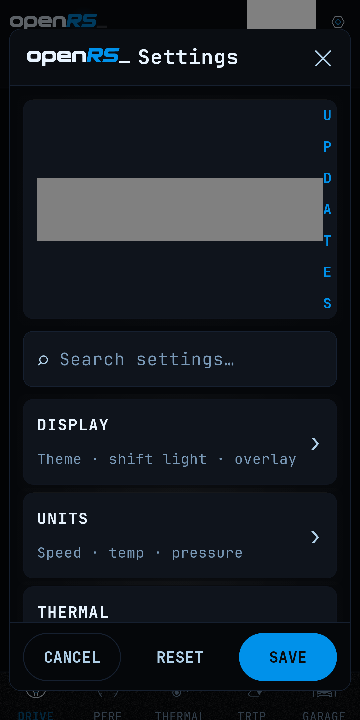 openRS_
openRS_ Settings
UPDATES
Search settings…
DISPLAY
Theme · shift light · overlay
UNITS
Speed · temp · pressure
THERMAL
CANCEL
RESET
SAVE
DRIVE
PERF
THERMAL
TRIP
GARAGE